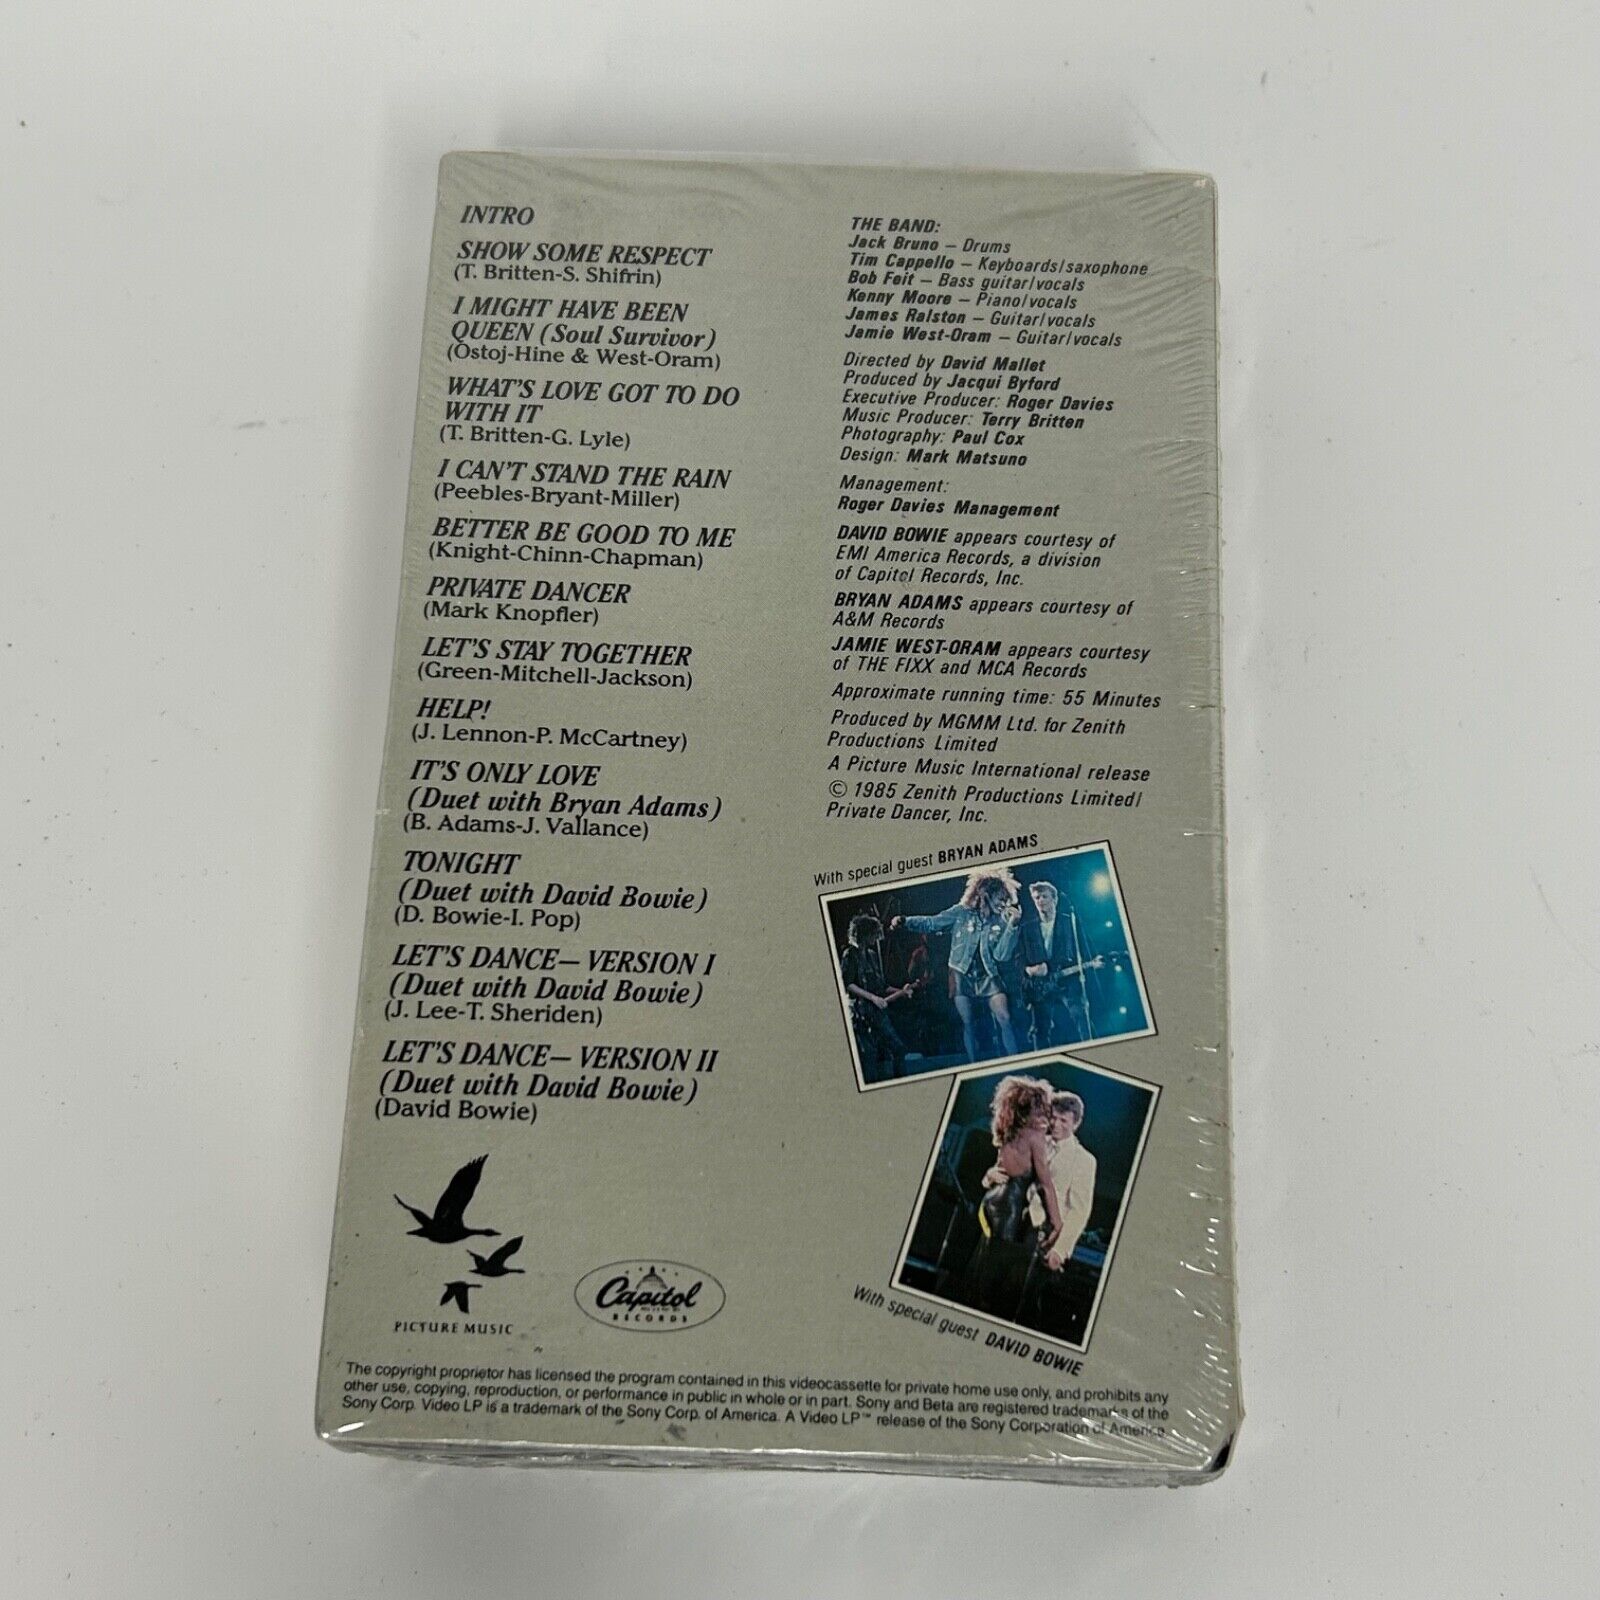 INTRO
SHOW SOME RESPECT
(T. Britten-S. Shifrin)
I MIGHT HAVE BEEN
QUEEN (Soul Survivor)
(Ostoj-Hine & West-Oram)
WHAT'S LOVE GOT TO DO
WITH IT
(T. Britten-G. Lyle)
I CAN'T STAND THE RAIN
(Peebles-Bryant-Miller)
BETTER BE GOOD TO ME
(Knight-Chinn-Chapman)
PRIVATE DANCER
(Mark Knopfler)
LET'S STAY TOGETHER
(Green-Mitchell-Jackson)
HELP!
(J. Lennon-P. McCartney)
IT'S ONLY LOVE
(Duet with Bryan Adams)
(B. Adams-J. Vallance)
TONIGHT
(Duet with David Bowie)
(D. Bowie-I. Pop)
LET'S DANCE—VERSION I
(Duet with David Bowie)
(J. Lee-T. Sheriden)
LET'S DANCE—VERSION II
(Duet with David Bowie)
(David Bowie)
THE BAND:
Jack Bruno – Drums
Tim Cappello – Keyboards/saxophone
Bob Feit – Bass guitar/vocals
Kenny Moore – Piano/vocals
James Ralston – Guitar/vocals
Jamie West-Oram – Guitar/vocals
Directed by David Mallet
Produced by Jacqui Byford
Executive Producer: Roger Davies
Music Producer: Terry Britten
Photography: Paul Cox
Design: Mark Matsuno
Management:
Roger Davies Management
DAVID BOWIE appears courtesy of
EMI America Records, a division
of Capitol Records, Inc.
BRYAN ADAMS appears courtesy of
A&M Records
JAMIE WEST-ORAM appears courtesy
of THE FIXX and MCA Records
Approximate running time: 55 Minutes
Produced by MGMM Ltd. for Zenith
Productions Limited
A Picture Music International release
© 1985 Zenith Productions Limited/
Private Dancer, Inc.
With special guest BRYAN ADAMS
With special guest DAVID BOWIE
PICTURE MUSIC
Capitol
RECORDS
The copyright proprietor has licensed the program contained in this videocassette for private home use only, and prohibits any
other use, copying, reproduction, or performance in public in whole or in part. Sony and Beta are registered trademarks of the
Sony Corp. Video LP is a trademark of the Sony Corp. of America. A Video LP™ release of the Sony Corporation of America.